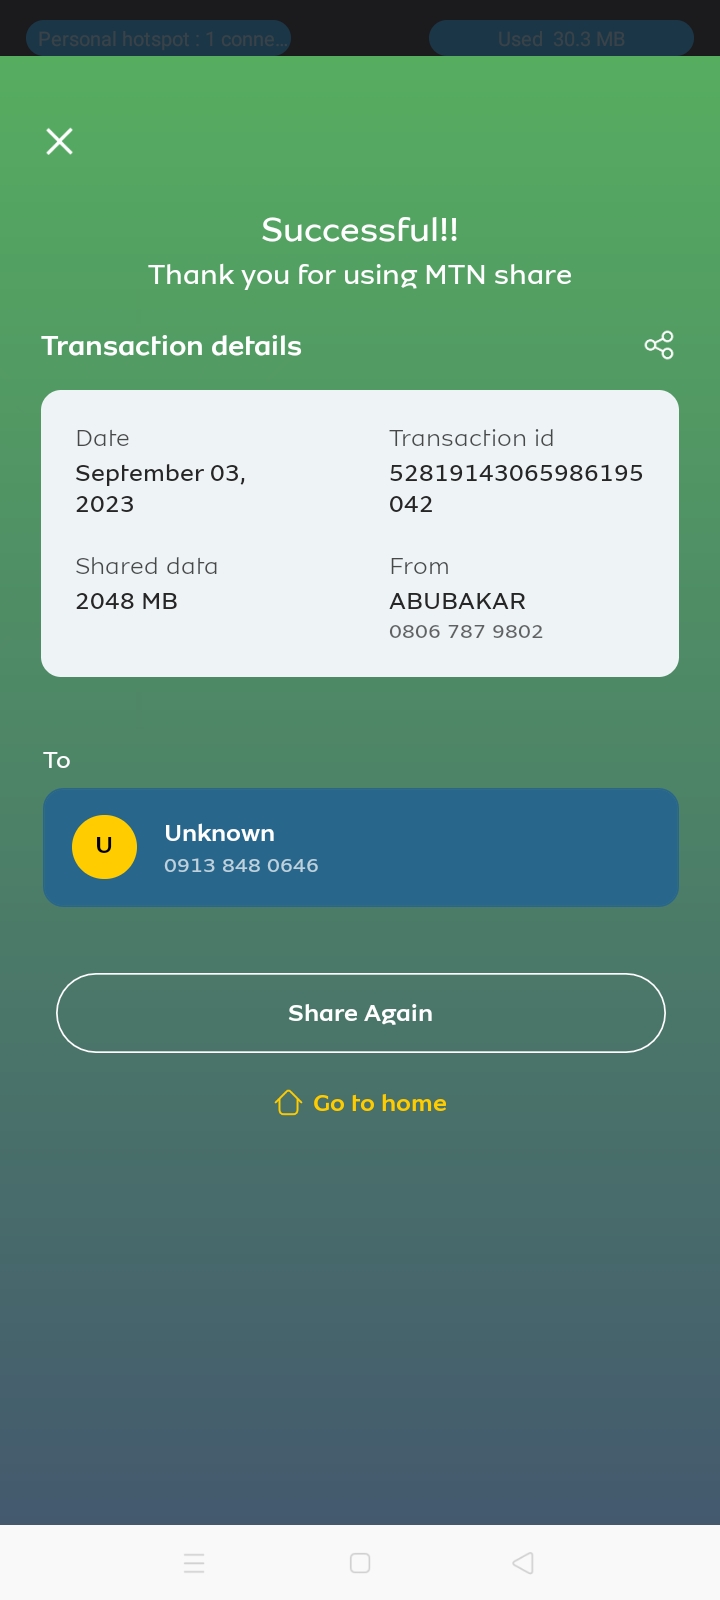 Personal hotspot : 1 conne...
Used 30.3 MB
Successful!!
Thank you for using MTN share
Transaction details
Date
September 03,
2023
Transaction id
52819143065986195
042
Shared data
2048 MB
From
ABUBAKAR
0806 787 9802
To
U
Unknown
0913 848 0646
Share Again
Go to home